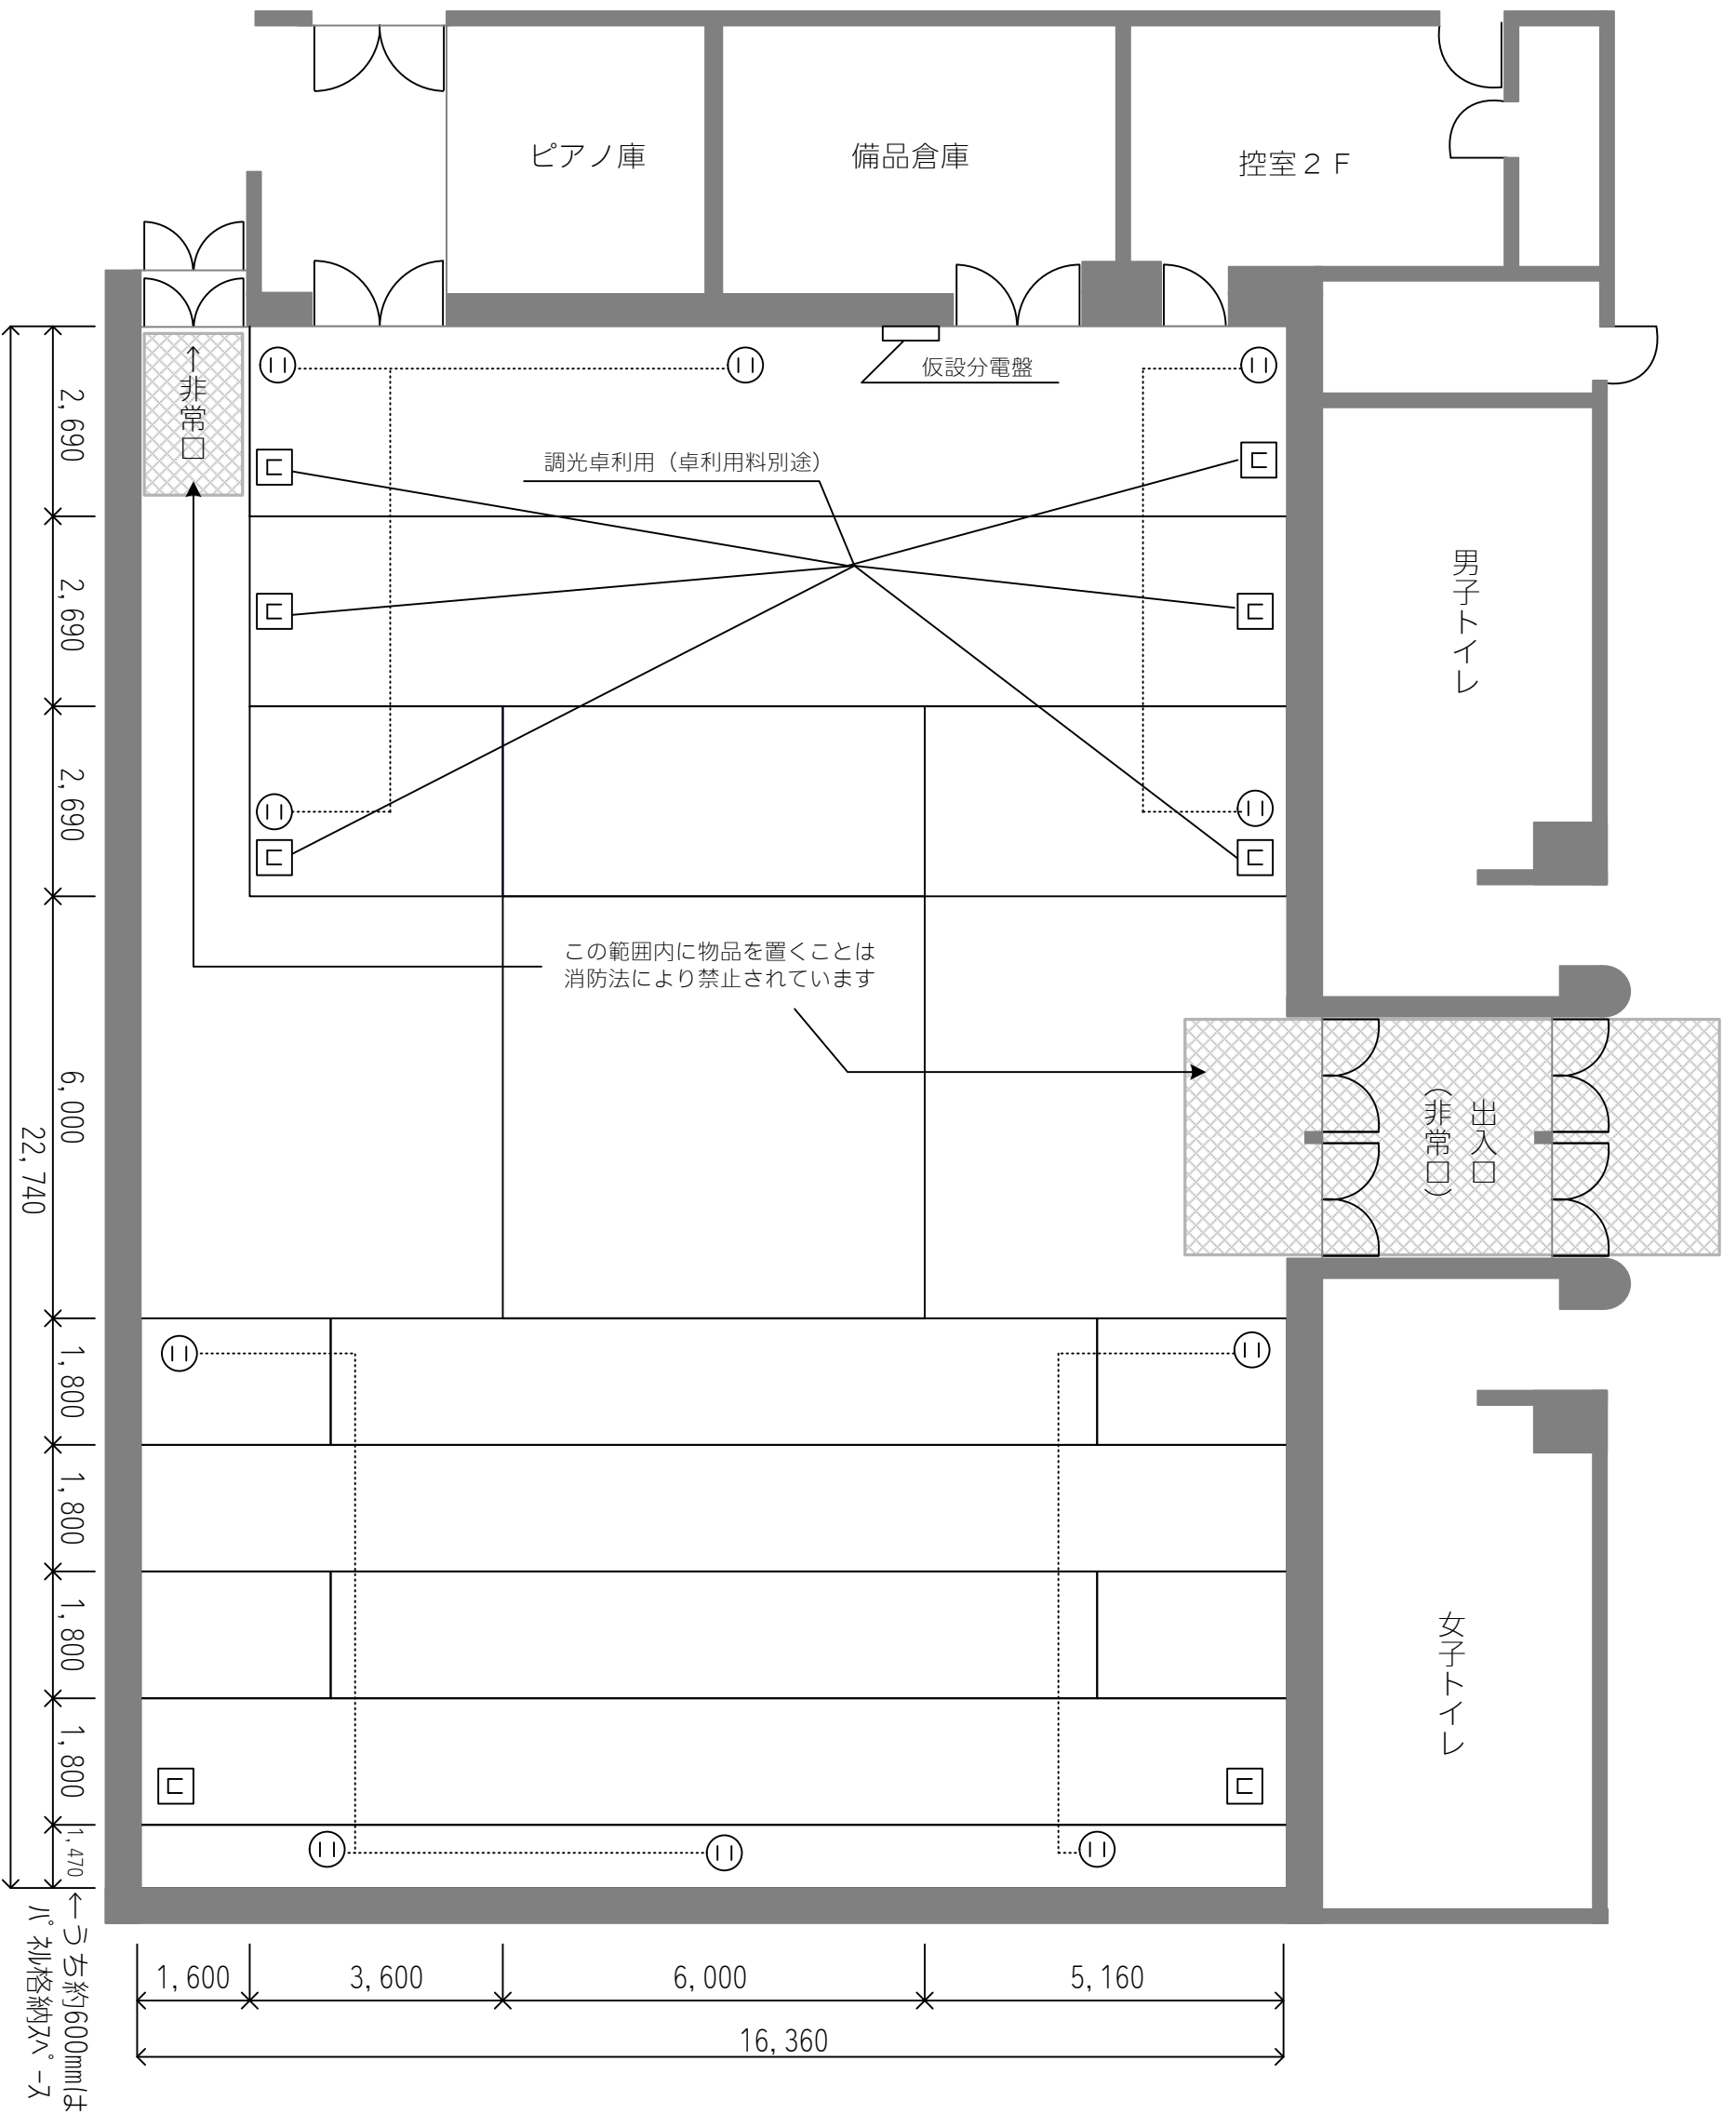 ピアノ庫
備品倉庫
控室２Ｆ
仮設分電盤
←非常口
調光卓利用（卓利用料別途）
男子トイレ
この範囲内に物品を置くことは
消防法により禁止されています
出入口
（非常口）
女子トイレ
2,690
2,690
2,690
6,000
1,800
1,800
1,800
1,800
1,470
22,740
←うち約600mmは
パネル格納スペース
1,600
3,600
6,000
5,160
16,360